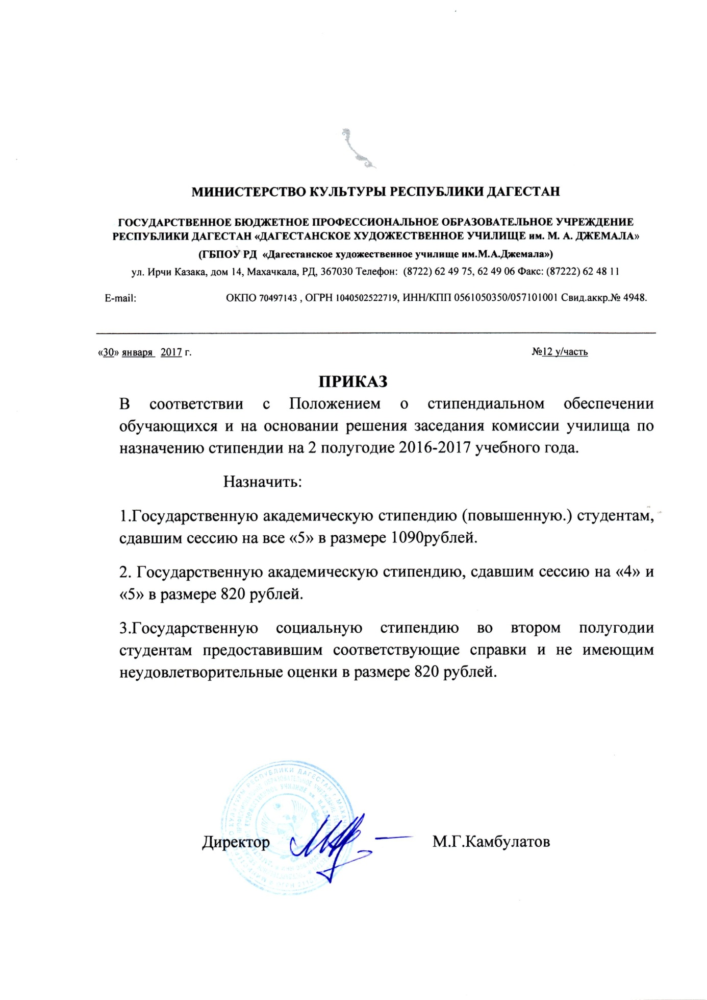 МИНИСТЕРСТВО КУЛЬТУРЫ РЕСПУБЛИКИ ДАГЕСТАН
ГОСУДАРСТВЕННОЕ БЮДЖЕТНОЕ ПРОФЕССИОНАЛЬНОЕ ОБРАЗОВАТЕЛЬНОЕ УЧРЕЖДЕНИЕ
РЕСПУБЛИКИ ДАГЕСТАН «ДАГЕСТАНСКОЕ ХУДОЖЕСТВЕННОЕ УЧИЛИЩЕ им. М. А. ДЖЕМАЛА»
(ГБПОУ РД «Дагестанское художественное училище им.М.А.Джемала»)
ул. Ирчи Казака, дом 14, Махачкала, РД, 367030 Телефон: (8722) 62 49 75, 62 49 06 Факс: (87222) 62 48 11
E-mail: ОКПО 70497143 , ОГРН 1040502522719, ИНН/КПП 0561050350/057101001 Свид.аккр.№ 4948.
«30» января 2017 г. №12 у/часть
ПРИКАЗ
В соответствии с Положением о стипендиальном обеспечении
обучающихся и на основании решения заседания комиссии училища по
назначению стипендии на 2 полугодие 2016-2017 учебного года.
Назначить:
1.Государственную академическую стипендию (повышенную.) студентам,
сдавшим сессию на все «5» в размере 1090рублей.
2. Государственную академическую стипендию, сдавшим сессию на «4» и
«5» в размере 820 рублей.
3.Государственную социальную стипендию во втором полугодии
студентам предоставившим соответствующие справки и не имеющим
неудовлетворительные оценки в размере 820 рублей.
РЕСПУБЛИКИ ДАГЕСТАН
Директор М.Г.Камбулатов